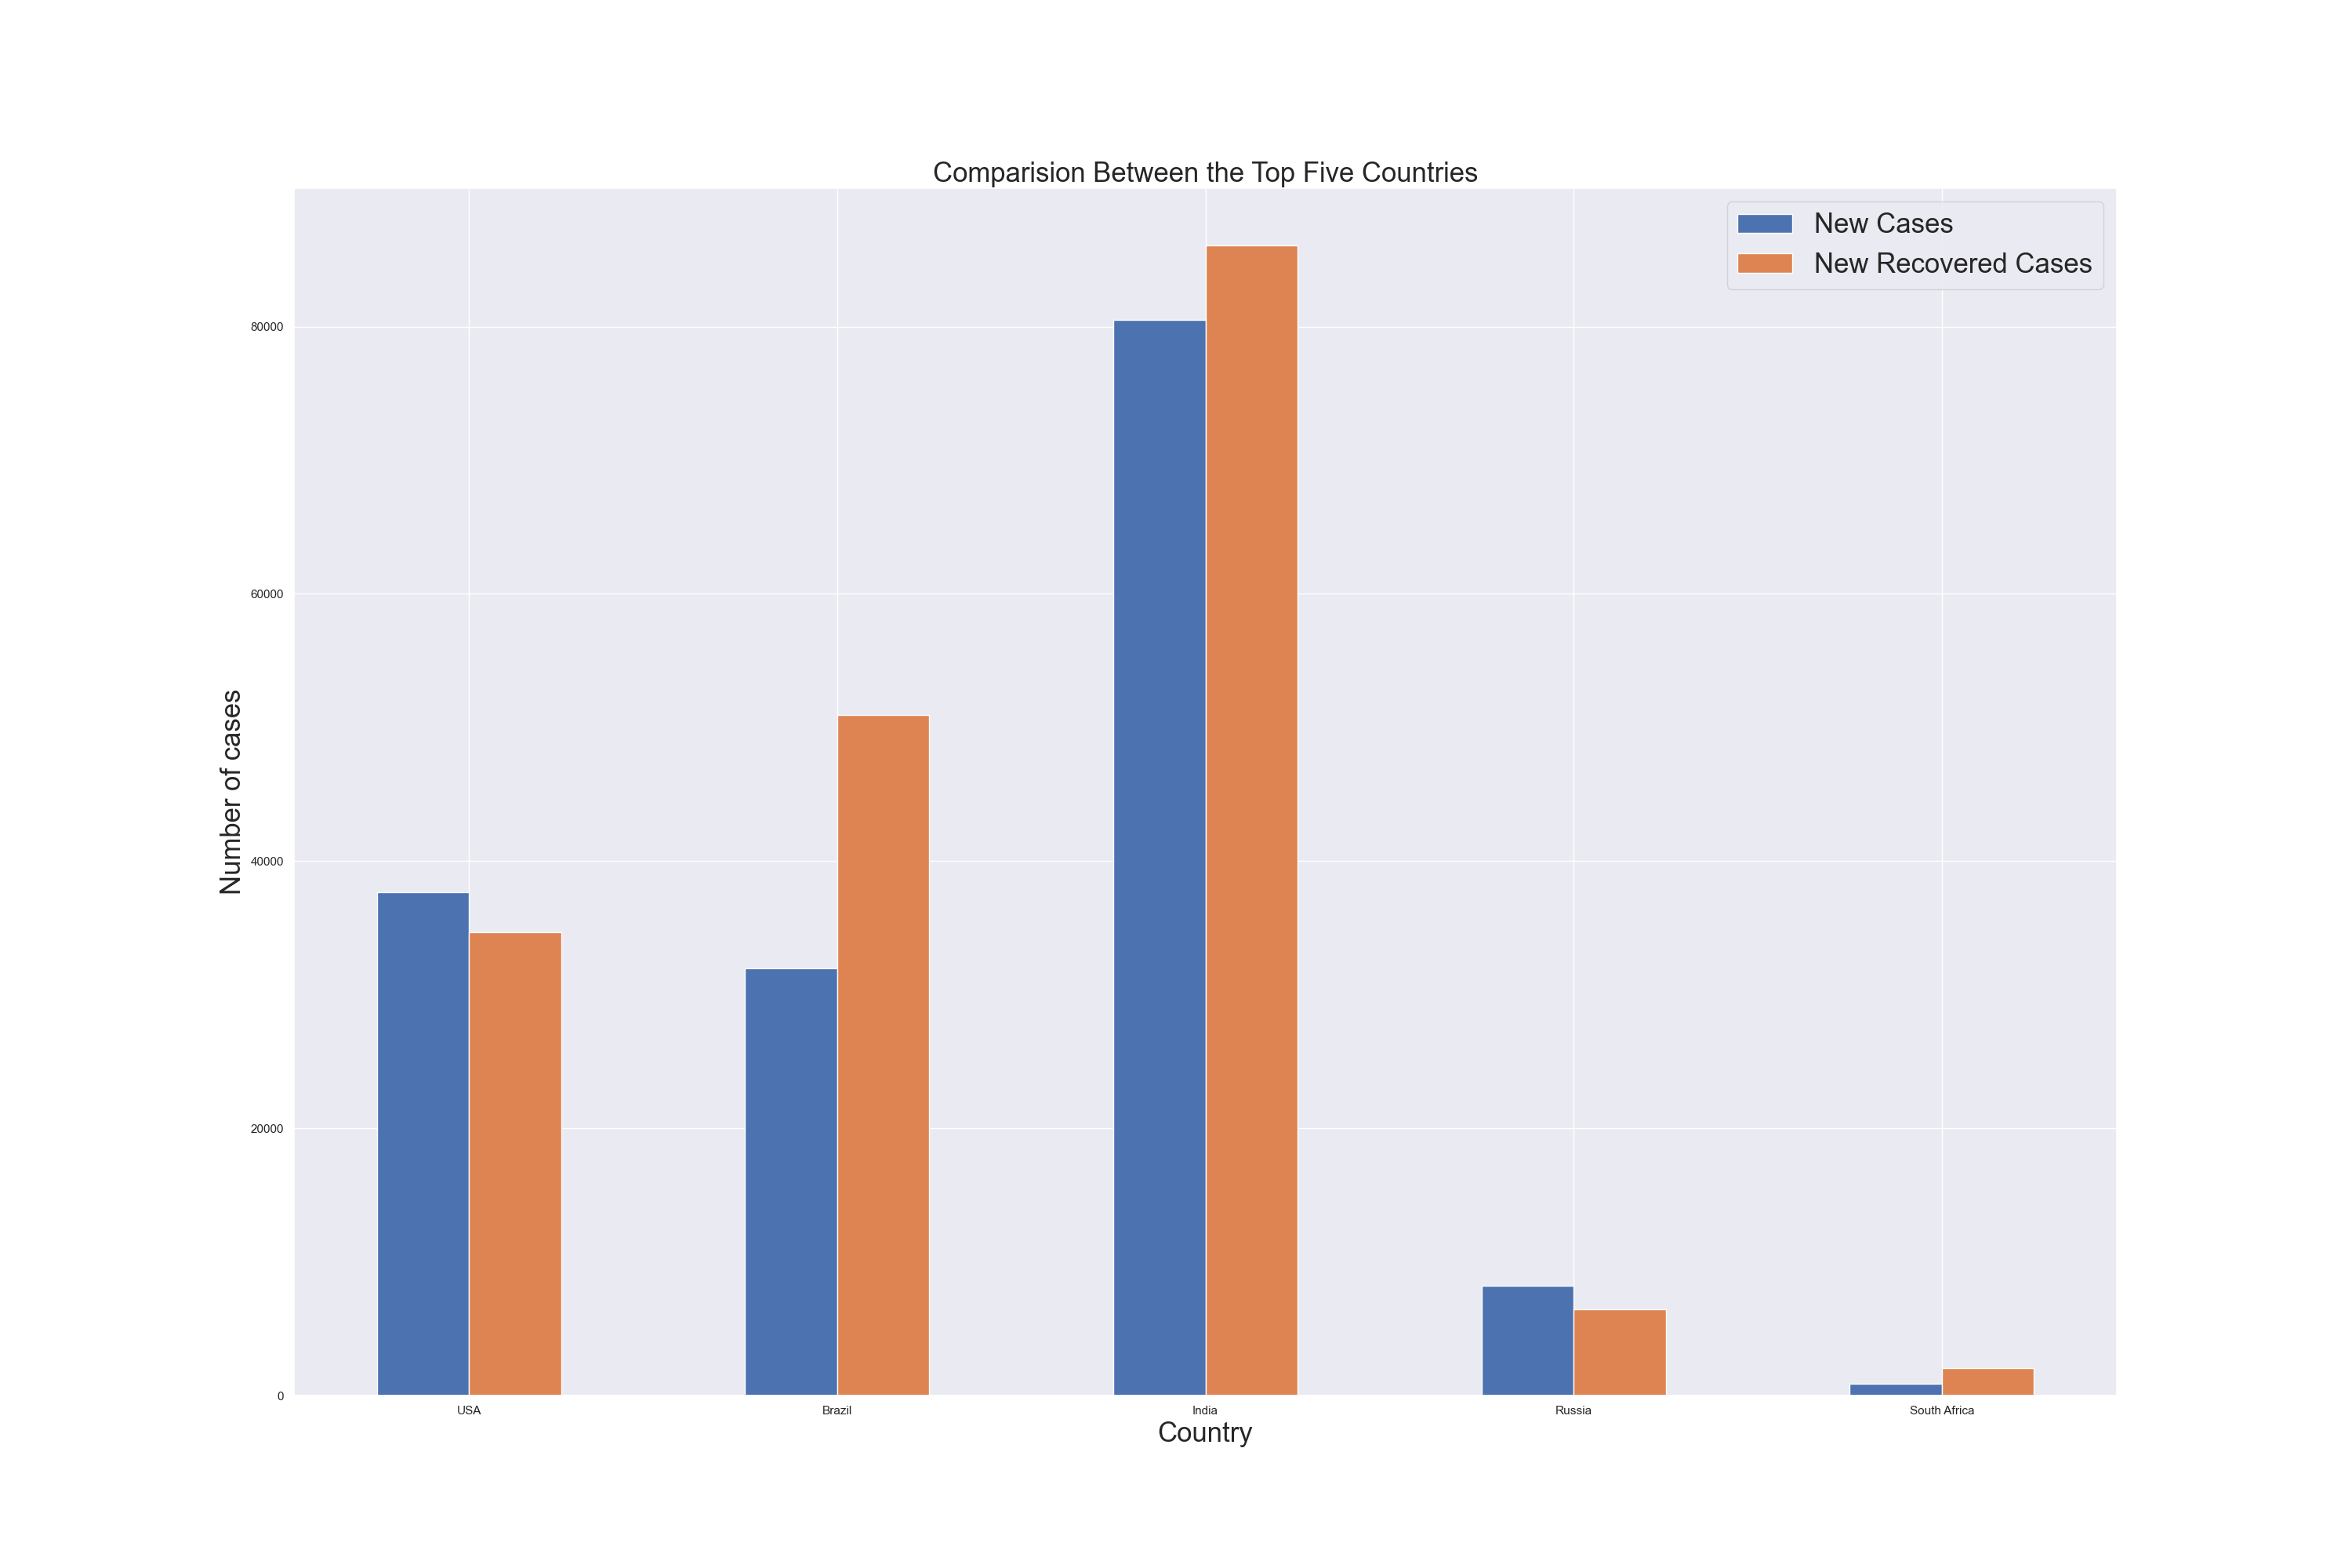 Comparision Between the Top Five Countries
New Cases
New Recovered Cases
80000
60000
40000
20000
0
Number of cases
USA
Brazil
India
Russia
South Africa
Country